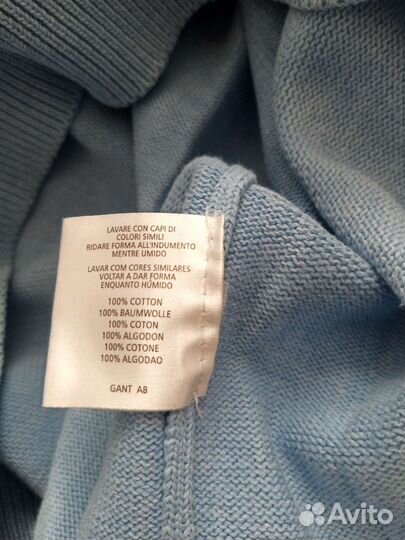 LAVARE CON CAPI DI
COLORI SIMILI
RIDARE FORMA ALL'INDUMENTO
MENTRE UMIDO
LAVAR COM CORES SIMILARES
VOLTAR A DAR FORMA
ENQUANTO HÚMIDO
100% COTTON
100% BAUMWOLLE
100% COTON
100% ALGODON
100% COTONE
100% ALGODAO
GANT AB
Avito